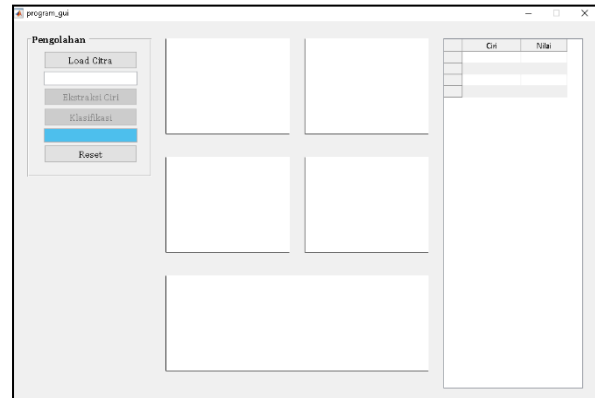 program_gui
Pengolahan
Load Citra
Ekstraksi Ciri
Klasifikasi
Reset
Ciri Nilai